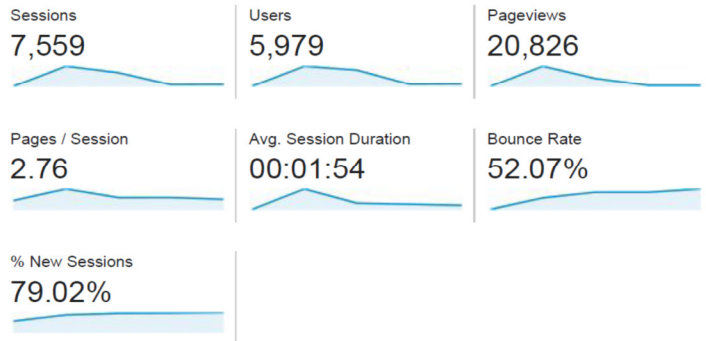 Sessions
7,559
Users
5,979
Pageviews
20,826
Pages / Session
2.76
Avg. Session Duration
00:01:54
Bounce Rate
52.07%
% New Sessions
79.02%